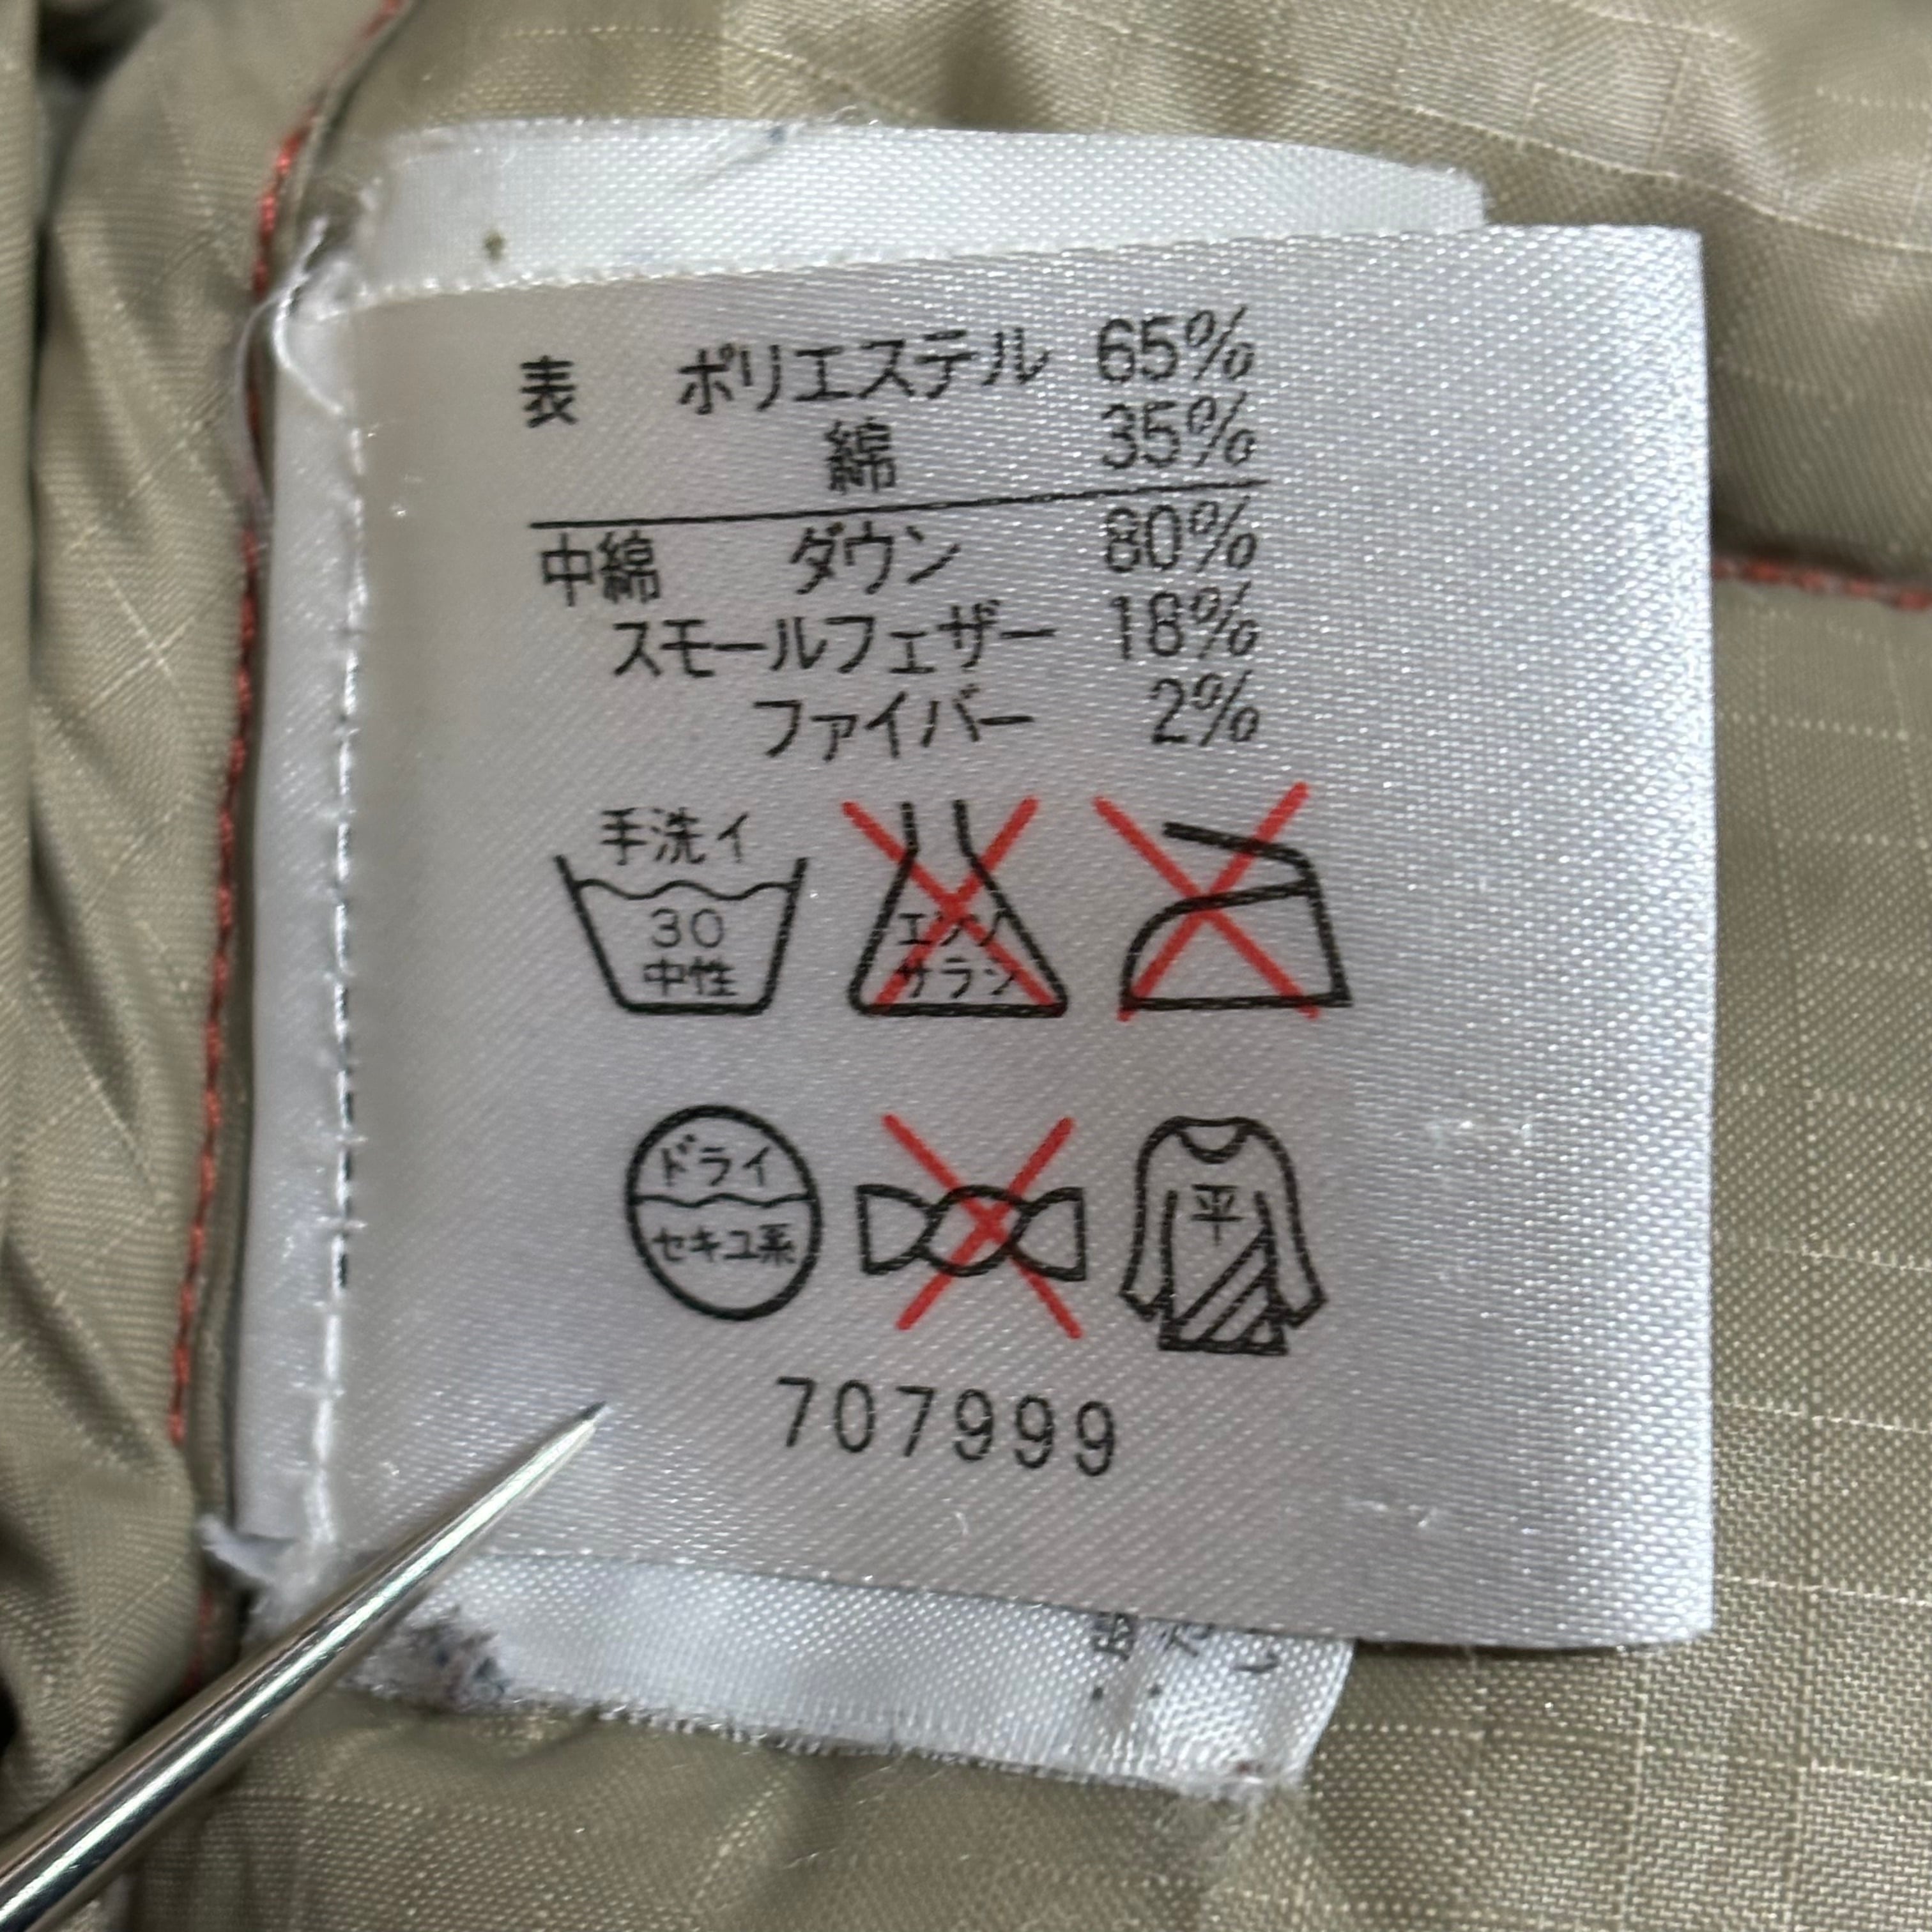 表 ポリエステル 65%
綿 35%
中綿 ダウン 80%
スモールフェザー 18%
ファイバー 2%
手洗イ
30
中性
エンソ
サラシ
ドライ
セキユ系
平
707999